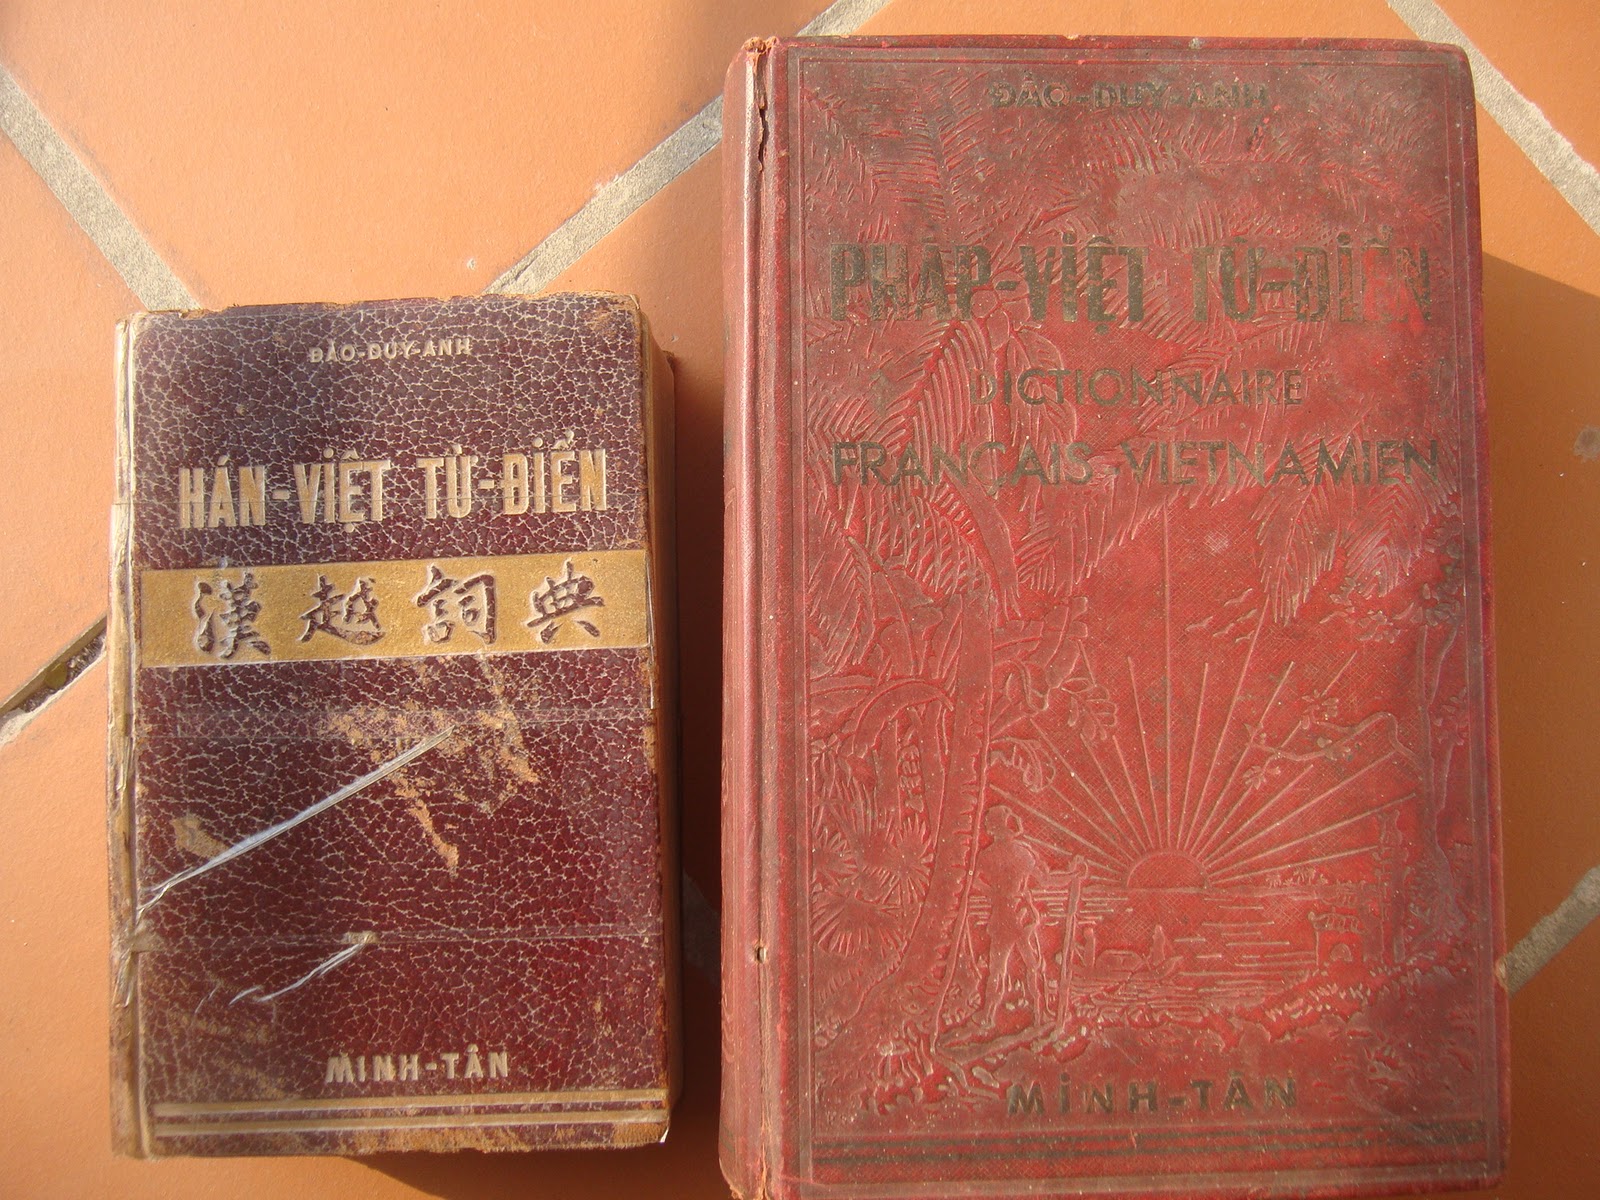 ĐÀO-DUY-ANH
HÁN-VIỆT TỪ-ĐIỂN
漢越詞典
MINH-TÂN
ĐÀO-DUY-ANH
PHÁP-VIỆT TỪ-ĐIỂN
DICTIONNAIRE
FRANÇAIS-VIETNAMIEN
MINH-TÂN